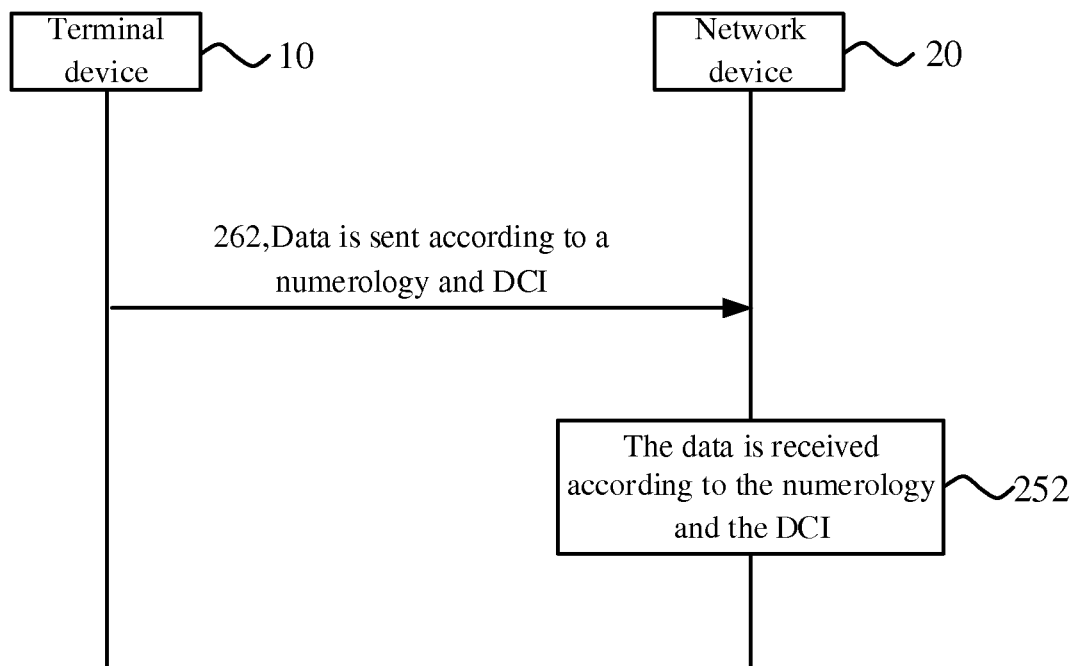 Terminal
device
10
Network
device
20
262,Data is sent according to a
numerology and DCI
The data is received
according to the numerology
and the DCI
252